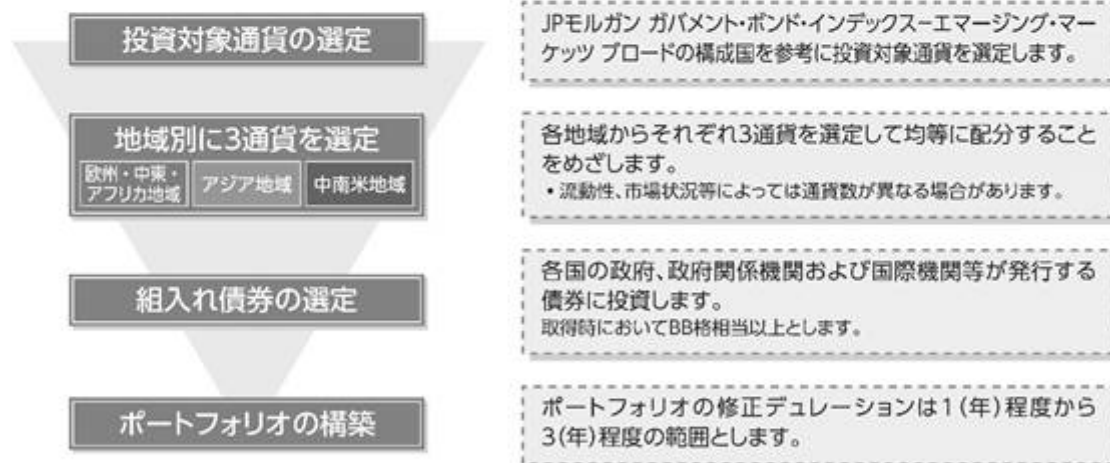 投資対象通貨の選定
JPモルガン ガバメント・ボンド・インデックス－エマージング・マー
ケッツ ブロードの構成国を参考に投資対象通貨を選定します。
地域別に3通貨を選定
欧州・中東・
アフリカ地域
アジア地域
中南米地域
各地域からそれぞれ3通貨を選定して均等に配分すること
をめざします。
• 流動性、市場状況等によっては通貨数が異なる場合があります。
組入れ債券の選定
各国の政府、政府関係機関および国際機関等が発行する
債券に投資します。
取得時においてBB格相当以上とします。
ポートフォリオの構築
ポートフォリオの修正デュレーションは1(年)程度から
3(年)程度の範囲とします。